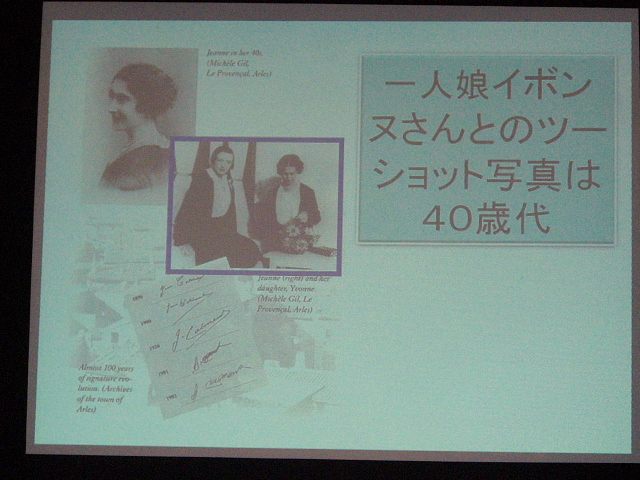 Jeanne in her 40s.
(Michèle Gil,
Le Provençal, Arles)
一人娘イボン
ヌさんとのツー
ショット写真は
40歳代
Jeanne (right) and her
daughter, Yvonne.
(Michèle Gil, Le
Provençal, Arles)
Almost 100 years
of signature evo-
lution. (Archives
of the town of
Arles)